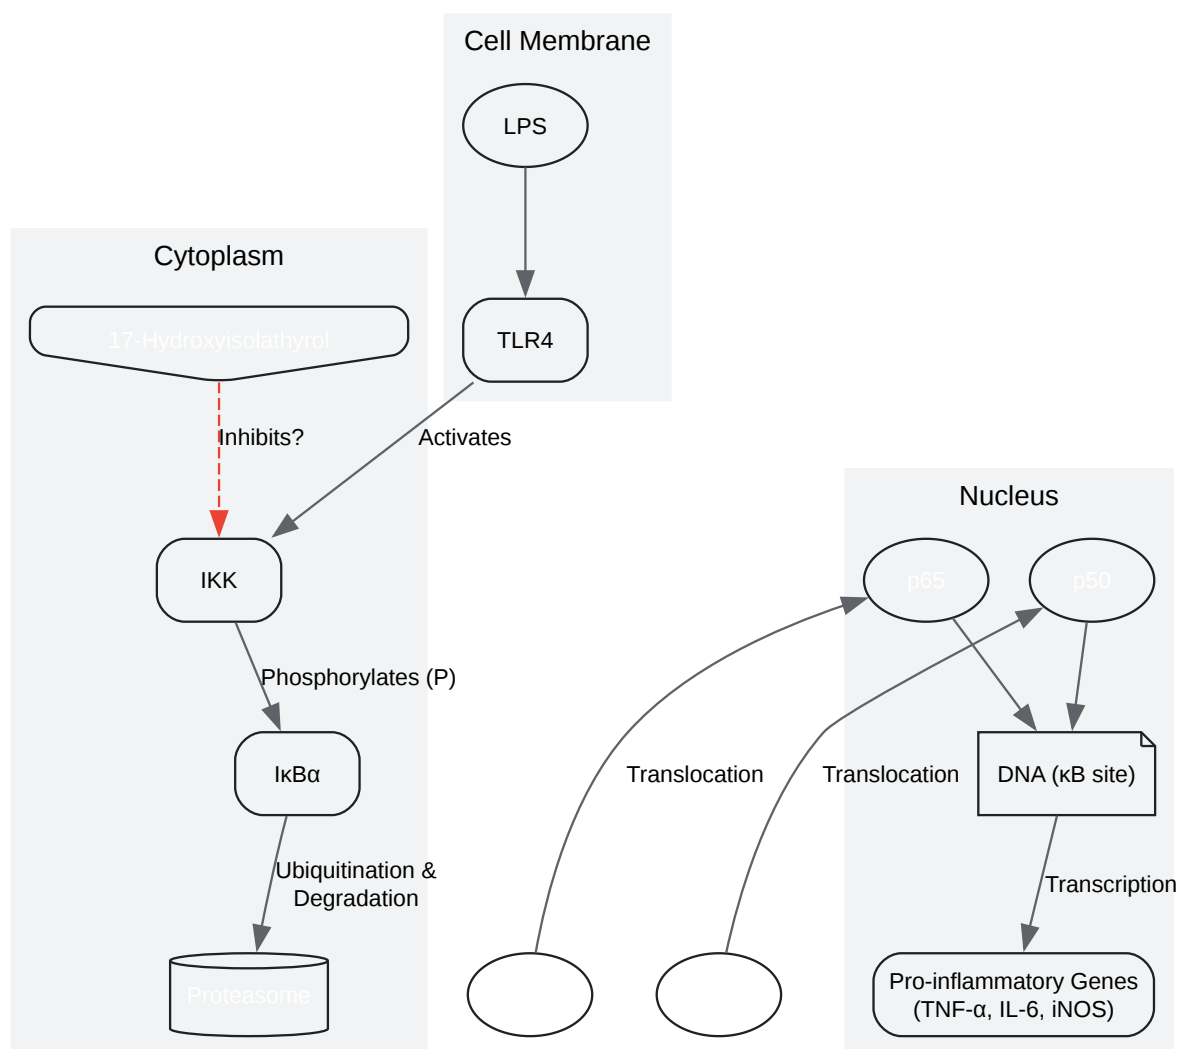 Cell Membrane
LPS
Cytoplasm
17-Hydroxyisolathyrol
TLR4
Inhibits?
Activates
Nucleus
IKK
p65
p50
Phosphorylates (P)
IκBα
Translocation
Translocation
DNA (κB site)
Ubiquitination &
Degradation
Transcription
Proteasome
Pro-inflammatory Genes
(TNF-α, IL-6, iNOS)